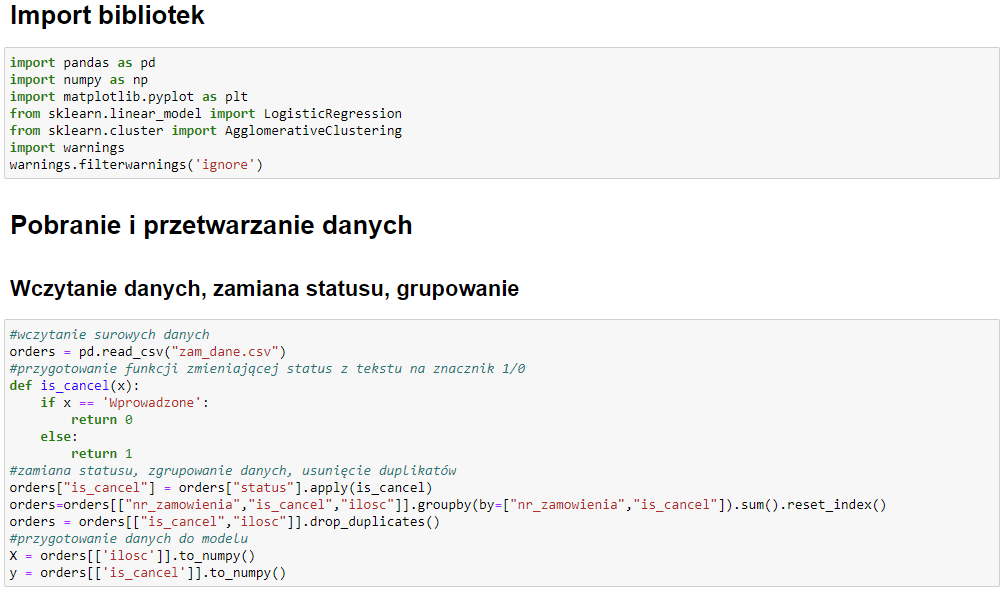 Import bibliotek
import pandas as pd
import numpy as np
import matplotlib.pyplot as plt
from sklearn.linear_model import LogisticRegression
from sklearn.cluster import AgglomerativeClustering
import warnings
warnings.filterwarnings('ignore')
Pobranie i przetwarzanie danych
Wczytanie danych, zamiana statusu, grupowanie
#wczytanie surowych danych
orders = pd.read_csv("zam_dane.csv")
#przygotowanie funkcji zmieniającej status z tekstu na znacznik 1/0
def is_cancel(x):
    if x == 'Wprowadzone':
        return 0
    else:
        return 1
#zamiana statusu, zgrupowanie danych, usunięcie duplikatów
orders["is_cancel"] = orders["status"].apply(is_cancel)
orders=orders[["nr_zamowienia","is_cancel","ilosc"]].groupby(by=["nr_zamowienia","is_cancel"]).sum().reset_index()
orders = orders[["is_cancel","ilosc"]].drop_duplicates()
#przygotowanie danych do modelu
X = orders[['ilosc']].to_numpy()
y = orders[['is_cancel']].to_numpy()